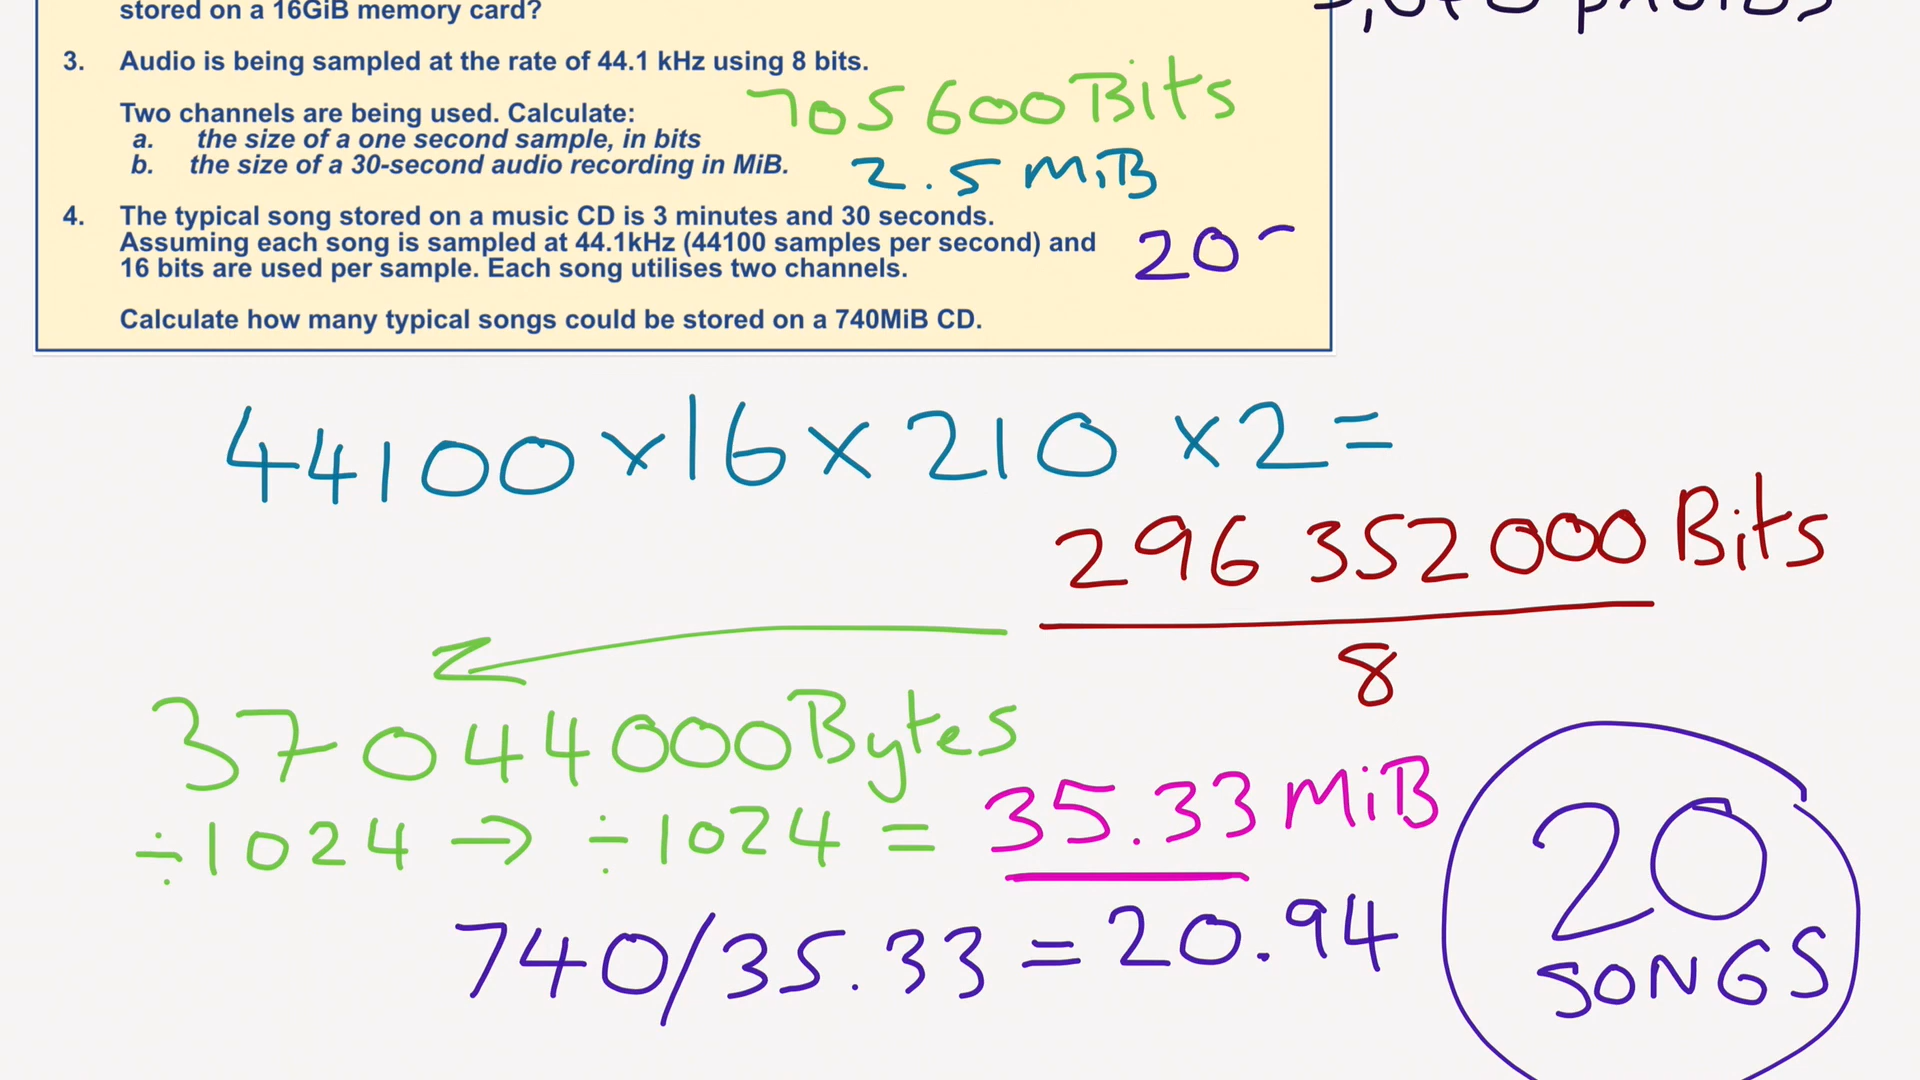 stored on a 16GiB memory card?
3. Audio is being sampled at the rate of 44.1 kHz using 8 bits.
Two channels are being used. Calculate:
a. the size of a one second sample, in bits
b. the size of a 30-second audio recording in MiB.
705 600 Bits
2.5 MiB
4. The typical song stored on a music CD is 3 minutes and 30 seconds.
Assuming each song is sampled at 44.1kHz (44100 samples per second) and
16 bits are used per sample. Each song utilises two channels.
20
Calculate how many typical songs could be stored on a 740MiB CD.
44100 x 16 x 210 x 2 =
296 352 000 Bits
8
37044000 Bytes
÷1024 → ÷1024 = 35.33 MiB
740/35.33 = 20.94
20
SONGS